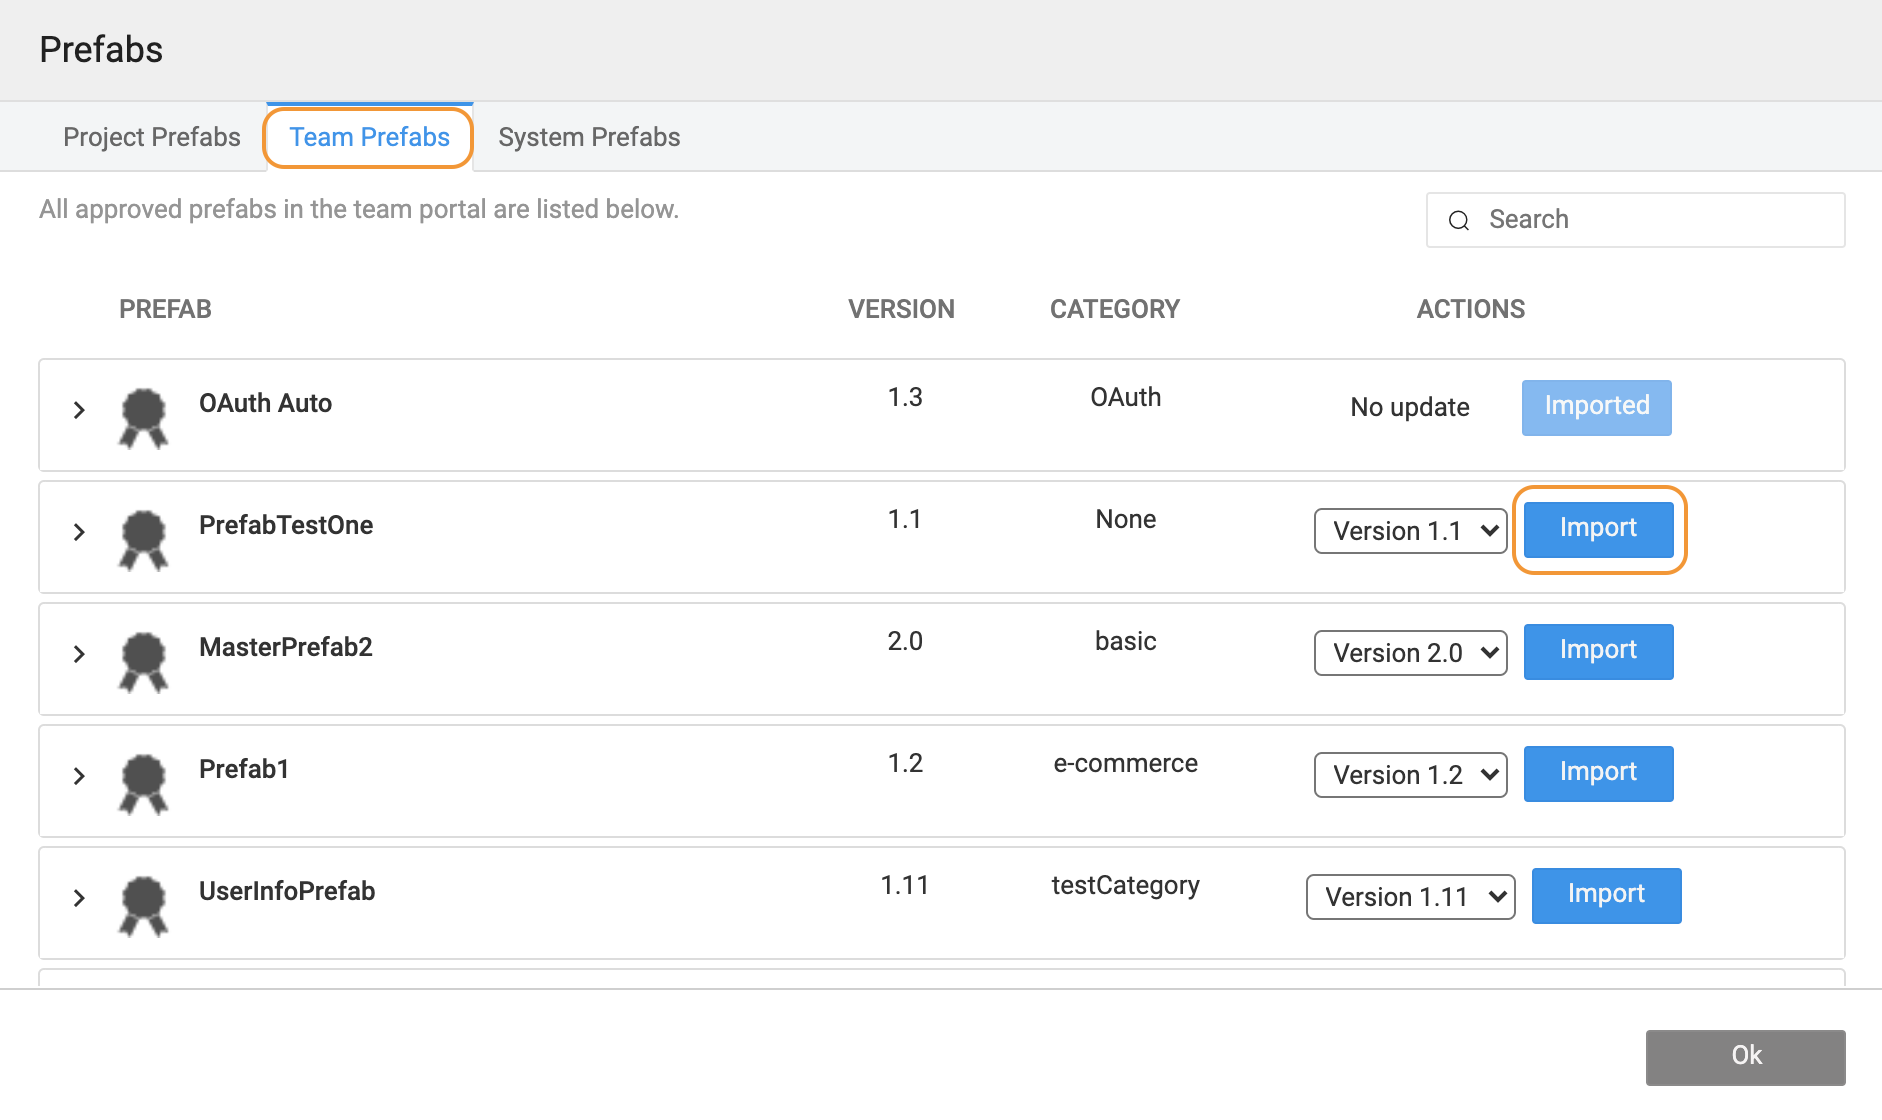 Prefabs
Project Prefabs Team Prefabs System Prefabs
All approved prefabs in the team portal are listed below.
Search
PREFAB VERSION CATEGORY ACTIONS
OAuth Auto 1.3 OAuth No update Imported
PrefabTestOne 1.1 None Version 1.1 Import
MasterPrefab2 2.0 basic Version 2.0 Import
Prefab1 1.2 e-commerce Version 1.2 Import
UserInfoPrefab 1.11 testCategory Version 1.11 Import
Ok